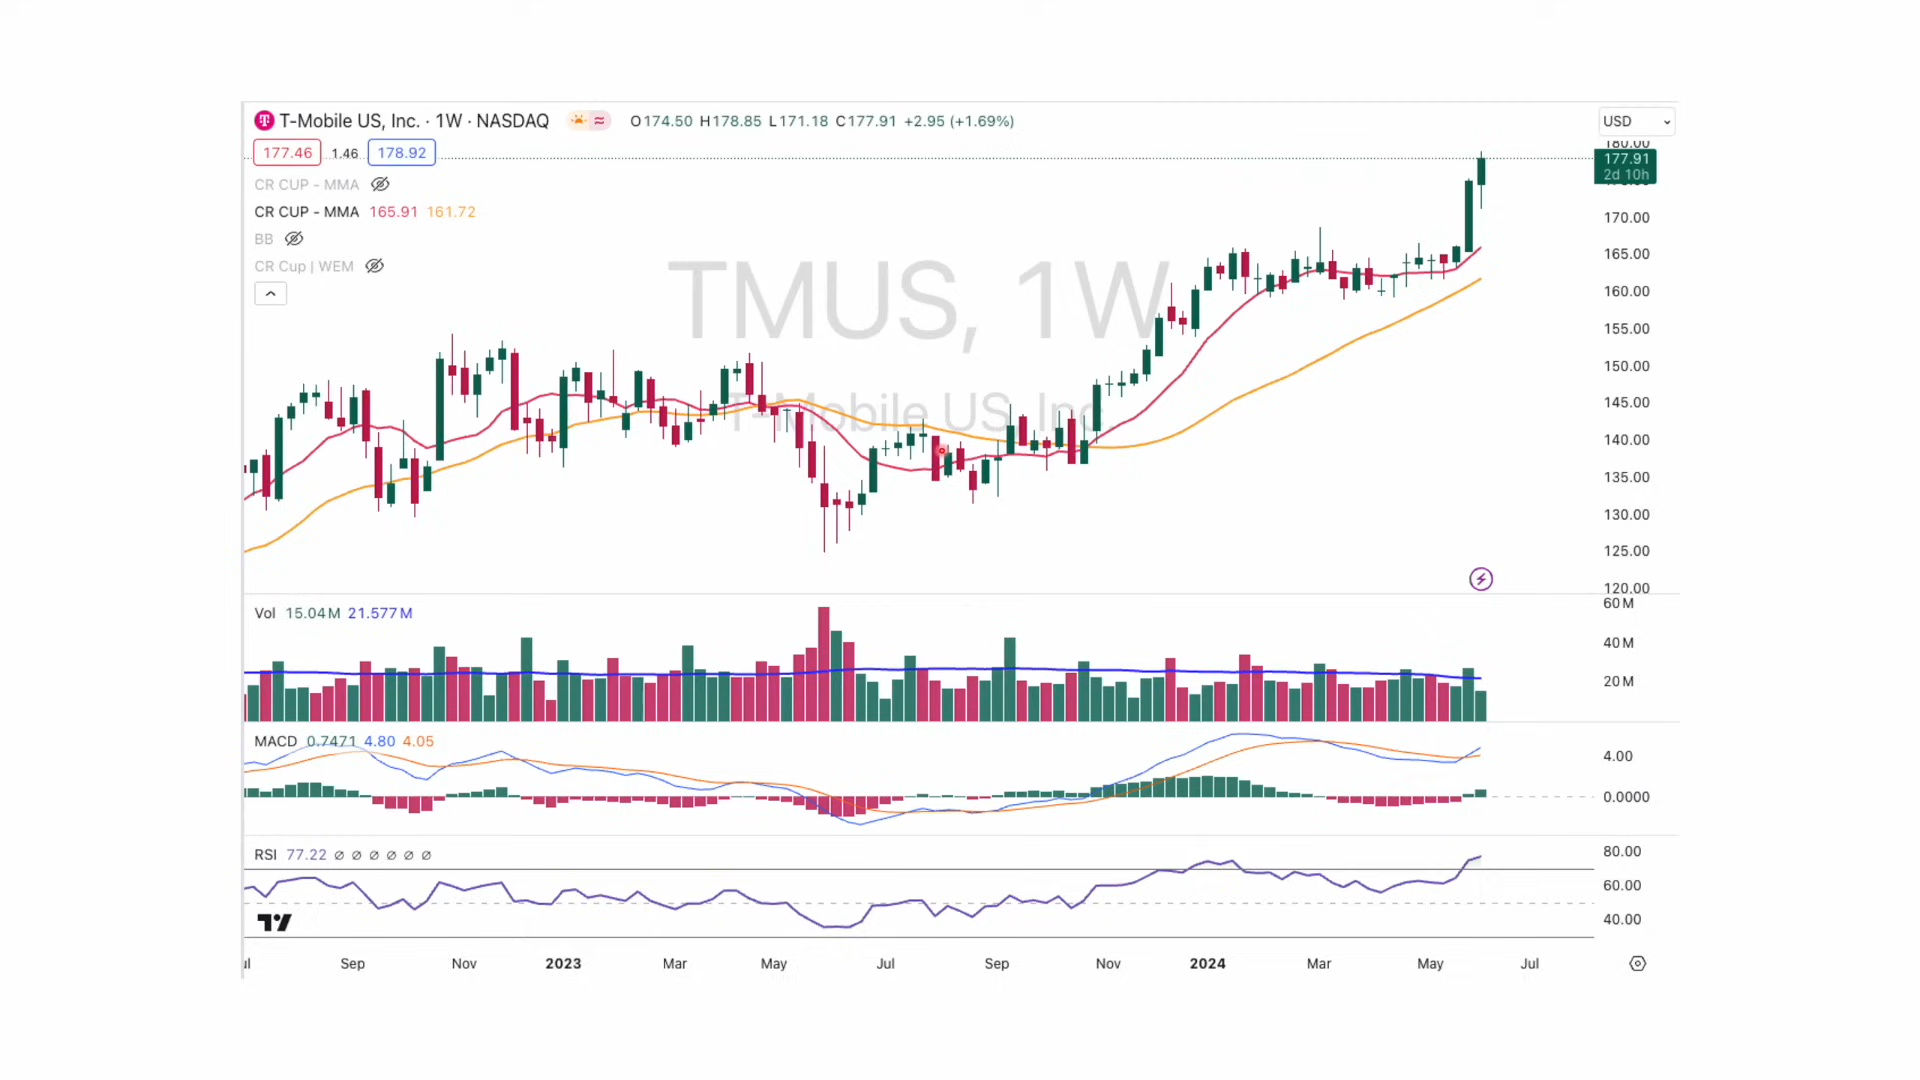 T-Mobile US, Inc. · 1W · NASDAQ O174.50 H178.85 L171.18 C177.91 +2.95 (+1.69%)
USD
177.46 1.46 178.92
CR CUP - MMA
CR CUP - MMA 165.91 161.72
BB
CR Cup | WEM
TMUS, 1W
T-Mobile US, Inc.
180.00
177.91
2d 10h
170.00
165.00
160.00
155.00
150.00
145.00
140.00
135.00
130.00
125.00
120.00
Vol 15.04 M 21.577 M
60 M
40 M
20 M
MACD 0.7471 4.80 4.05
4.00
0.0000
RSI 77.22 ∅ ∅ ∅ ∅ ∅ ∅
80.00
60.00
40.00
Sep Nov 2023 Mar May Jul Sep Nov 2024 Mar May Jul